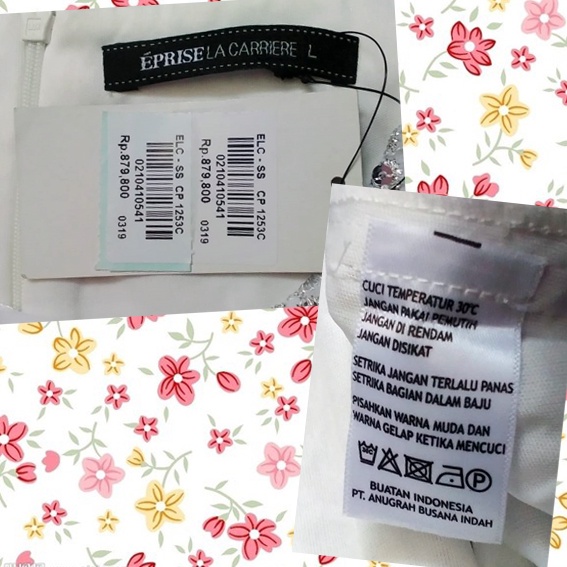 ÉPRISE LA CARRIERE L
ELC - SS CP 1253C
0210410541
Rp.879,800 0319
ELC - SS CP 1253C
0210410541
Rp.879,800 0319
CUCI TEMPERATUR 30°C
JANGAN PAKAI PEMUTIH
JANGAN DI RENDAM
JANGAN DISIKAT
SETRIKA JANGAN TERLALU PANAS
SETRIKA BAGIAN DALAM BAJU
PISAHKAN WARNA MUDA DAN
WARNA GELAP KETIKA MENCUCI
P
BUATAN INDONESIA
PT. ANUGRAH BUSANA INDAH